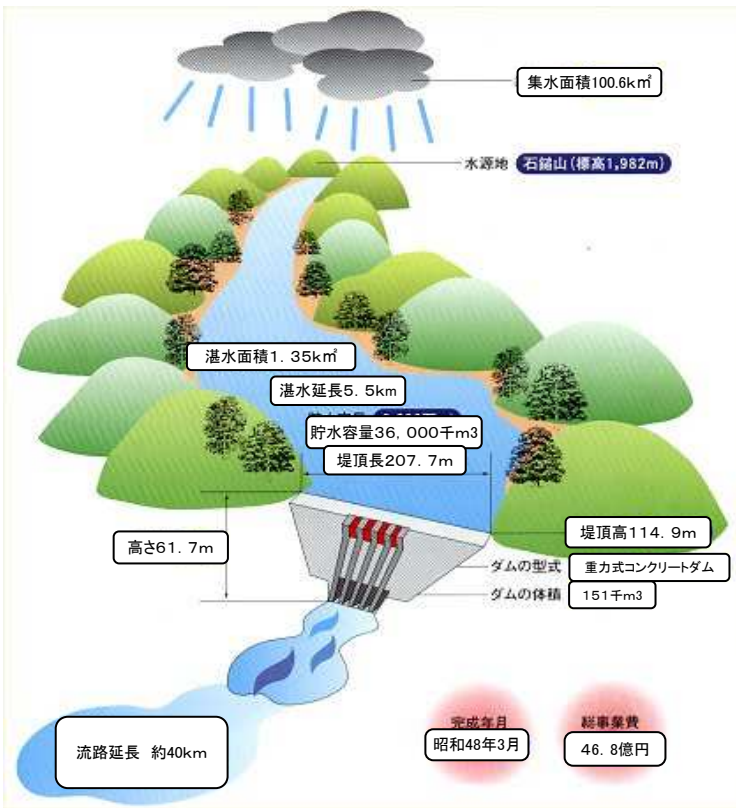 集水面積100.6k㎡
水源地 石鎚山(標高1,982m)
湛水面積1. 35k㎡
湛水延長5. 5km
貯水容量36, 000千m3
堤頂長207. 7m
高さ61. 7m
堤頂高114. 9m
ダムの型式 重力式コンクリートダム
ダムの体積 151千m3
完成年月
昭和48年3月
総事業費
46. 8億円
流路延長 約40km